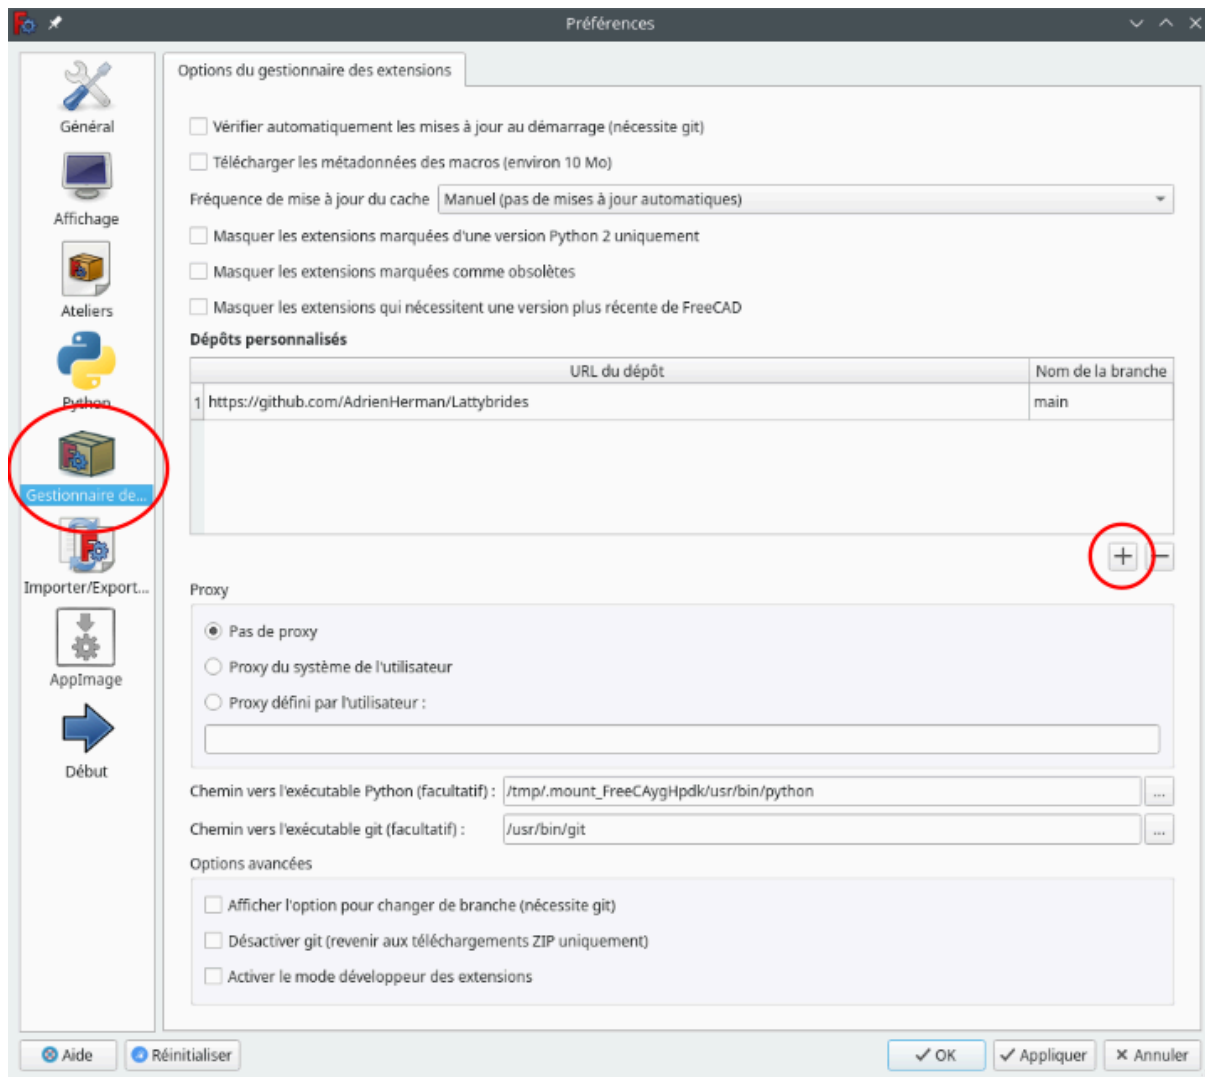 Préférences
Général
Affichage
Ateliers
Python
Gestionnaire de...
Importer/Export...
AppImage
Début
Options du gestionnaire des extensions
Vérifier automatiquement les mises à jour au démarrage (nécessite git)
Télécharger les métadonnées des macros (environ 10 Mo)
Fréquence de mise à jour du cache Manuel (pas de mises à jour automatiques)
Masquer les extensions marquées d'une version Python 2 uniquement
Masquer les extensions marquées comme obsolètes
Masquer les extensions qui nécessitent une version plus récente de FreeCAD
Dépôts personnalisés
URL du dépôt Nom de la branche
1 https://github.com/AdrienHerman/Lattybrides main
Proxy
Pas de proxy
Proxy du système de l'utilisateur
Proxy défini par l'utilisateur :
Chemin vers l'exécutable Python (facultatif) : /tmp/.mount_FreeCAygHpdk/usr/bin/python ...
Chemin vers l'exécutable git (facultatif) : /usr/bin/git ...
Options avancées
Afficher l'option pour changer de branche (nécessite git)
Désactiver git (revenir aux téléchargements ZIP uniquement)
Activer le mode développeur des extensions
Aide Réinitialiser OK Appliquer Annuler